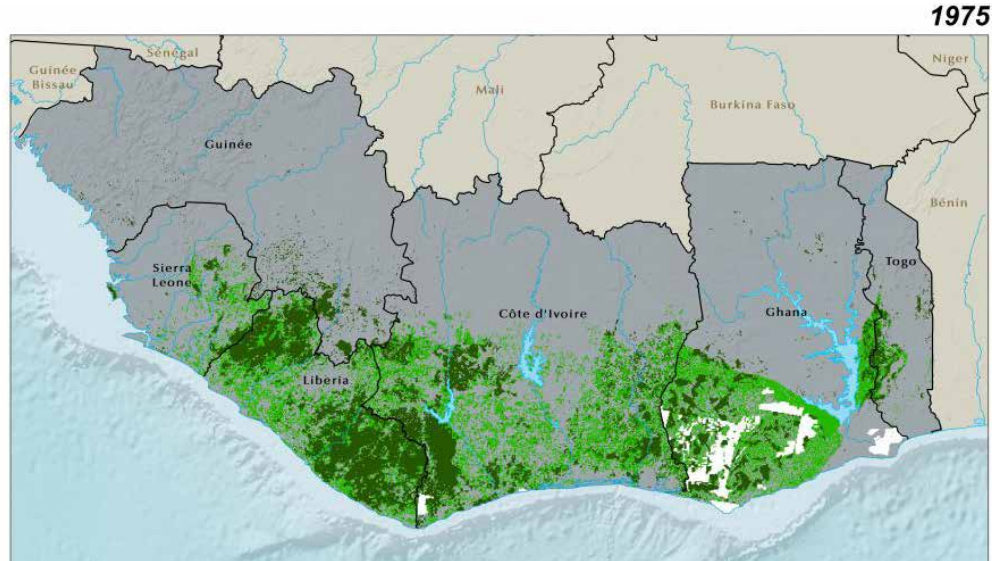 1975
Sénégal
Niger
Guinée
Bissau
Mali
Burkina Faso
Guinée
Bénin
Togo
Sierra
Leone
Côte d'Ivoire
Ghana
Liberia